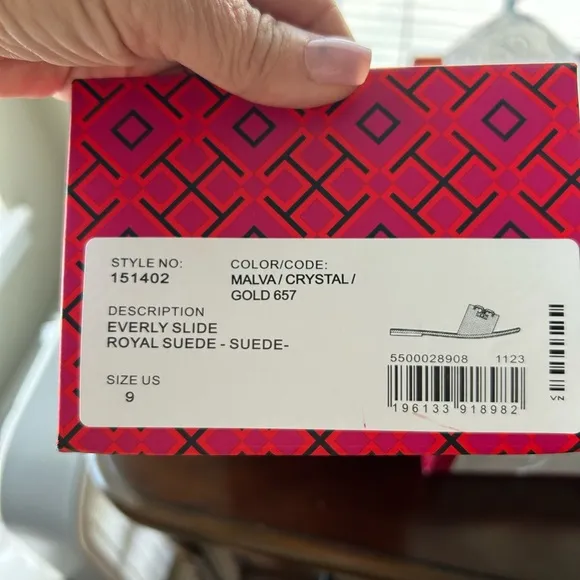 STYLE NO:
151402
COLOR/CODE:
MALVA / CRYSTAL /
GOLD 657
DESCRIPTION
EVERLY SLIDE
ROYAL SUEDE - SUEDE-
SIZE US
9
5500028908 1123
196133 918982
VN